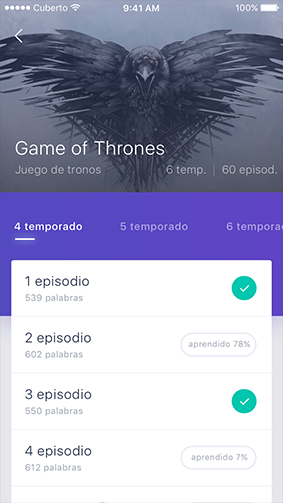 Cuberto 9:41 AM 100%
Game of Thrones
Juego de tronos 6 temp. 60 episod.
4 temporado 5 temporado 6 tempora
1 episodio
539 palabras
2 episodio
602 palabras
aprendido 78%
3 episodio
550 palabras
4 episodio
612 palabras
aprendido 7%